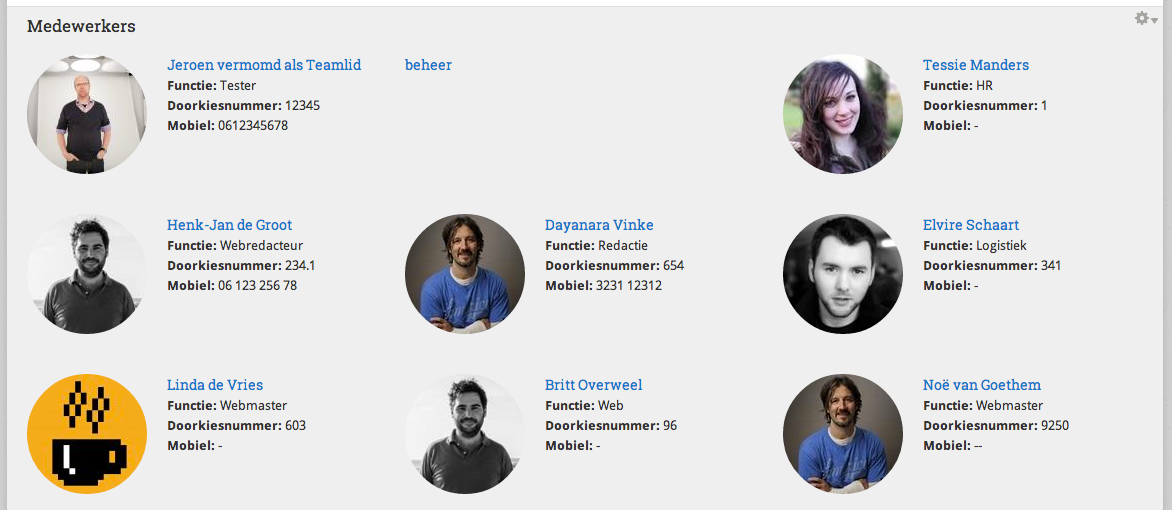 Medewerkers
Jeroen vermomd als Teamlid
Functie: Tester
Doorkiesnummer: 12345
Mobiel: 0612345678
beheer
Tessie Manders
Functie: HR
Doorkiesnummer: 1
Mobiel: -
Henk-Jan de Groot
Functie: Webredacteur
Doorkiesnummer: 234.1
Mobiel: 06 123 256 78
Dayanara Vinke
Functie: Redactie
Doorkiesnummer: 654
Mobiel: 3231 12312
Elvire Schaart
Functie: Logistiek
Doorkiesnummer: 341
Mobiel: -
Linda de Vries
Functie: Webmaster
Doorkiesnummer: 603
Mobiel: -
Britt Overweel
Functie: Web
Doorkiesnummer: 96
Mobiel: -
Noë van Goethem
Functie: Webmaster
Doorkiesnummer: 9250
Mobiel: --